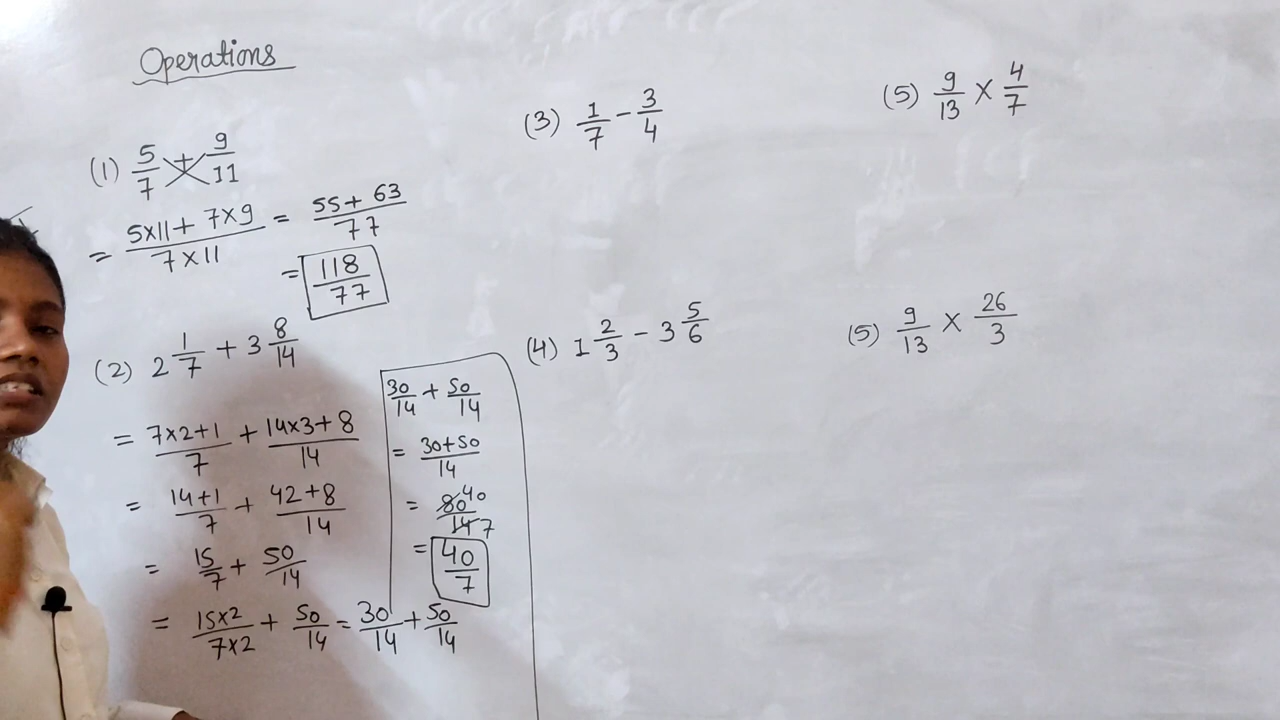 Operations
(1) 5/7 + 9/11
= 5×11 + 7×9 / 7×11 = 55 + 63 / 77
= 118/77
(2) 2 1/7 + 3 8/14
= 7×2+1 / 7 + 14×3+8 / 14
= 14+1 / 7 + 42+8 / 14
= 15/7 + 50/14
= 15×2 / 7×2 + 50/14 = 30/14 + 50/14
30/14 + 50/14
= 30+50 / 14
= 80 40 / 14 7
= 40/7
(3) 1/7 - 3/4
(4) 1 2/3 - 3 5/6
(5) 9/13 × 4/7
(5) 9/13 × 26/3